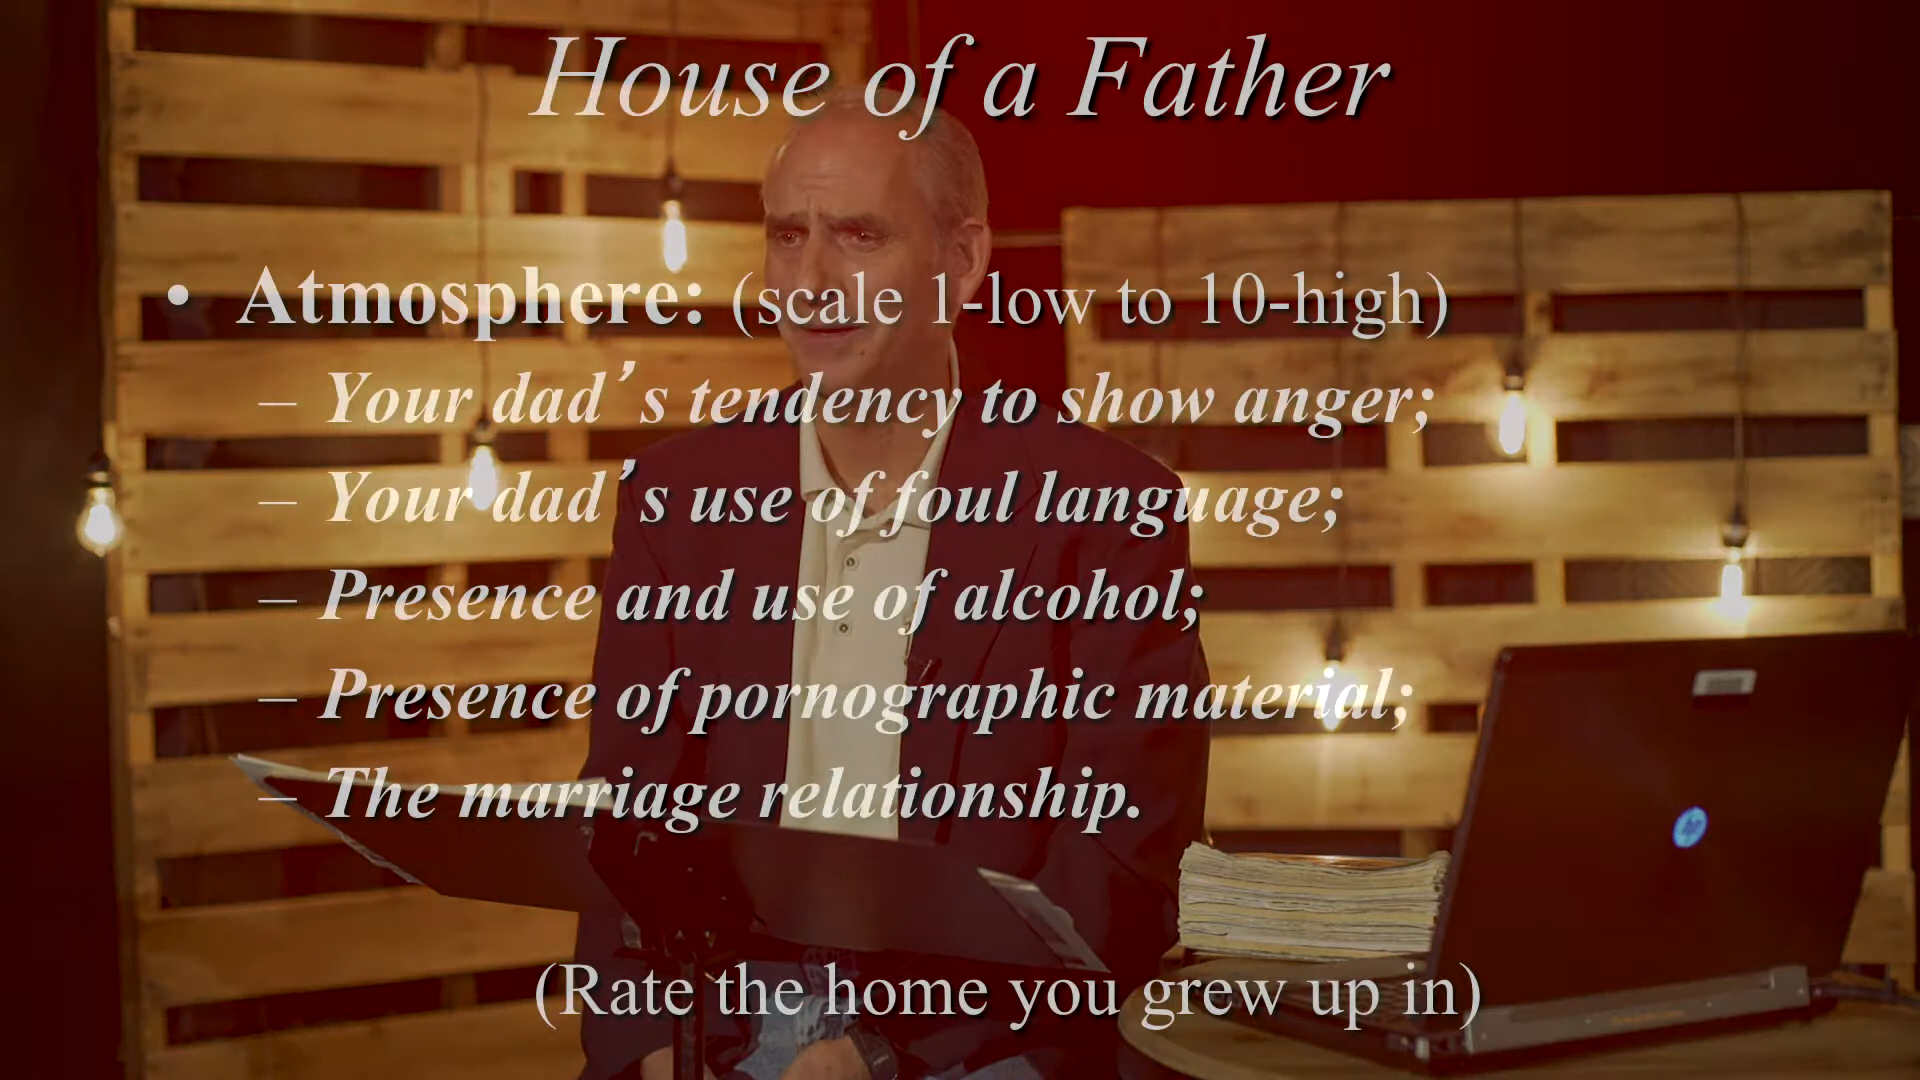 House of a Father
• Atmosphere: (scale 1-low to 10-high)
– Your dad’s tendency to show anger;
– Your dad’s use of foul language;
– Presence and use of alcohol;
– Presence of pornographic material;
– The marriage relationship.
hp
(Rate the home you grew up in)